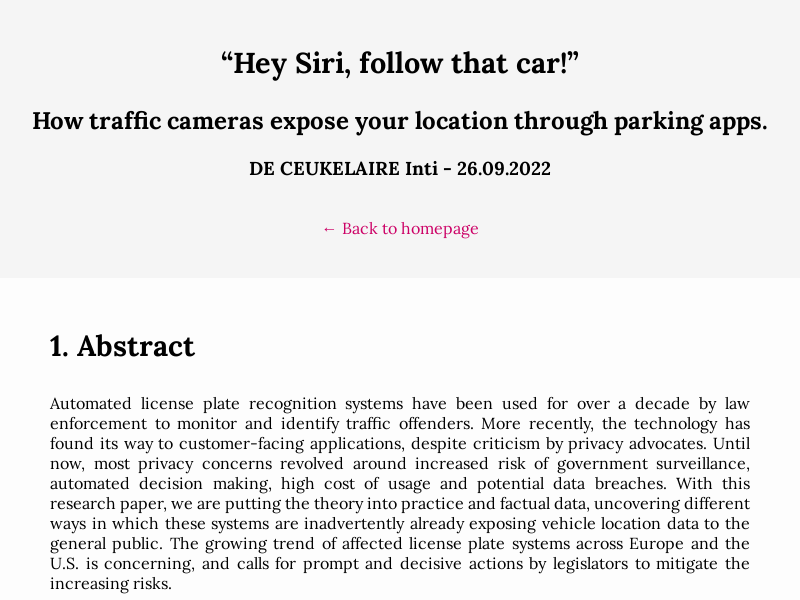 “Hey Siri, follow that car!”
How traffic cameras expose your location through parking apps.
DE CEUKELAIRE Inti - 26.09.2022
← Back to homepage
1. Abstract
Automated license plate recognition systems have been used for over a decade by law
enforcement to monitor and identify traffic offenders. More recently, the technology has
found its way to customer-facing applications, despite criticism by privacy advocates. Until
now, most privacy concerns revolved around increased risk of government surveillance,
automated decision making, high cost of usage and potential data breaches. With this
research paper, we are putting the theory into practice and factual data, uncovering different
ways in which these systems are inadvertently already exposing vehicle location data to the
general public. The growing trend of affected license plate systems across Europe and the
U.S. is concerning, and calls for prompt and decisive actions by legislators to mitigate the
increasing risks.